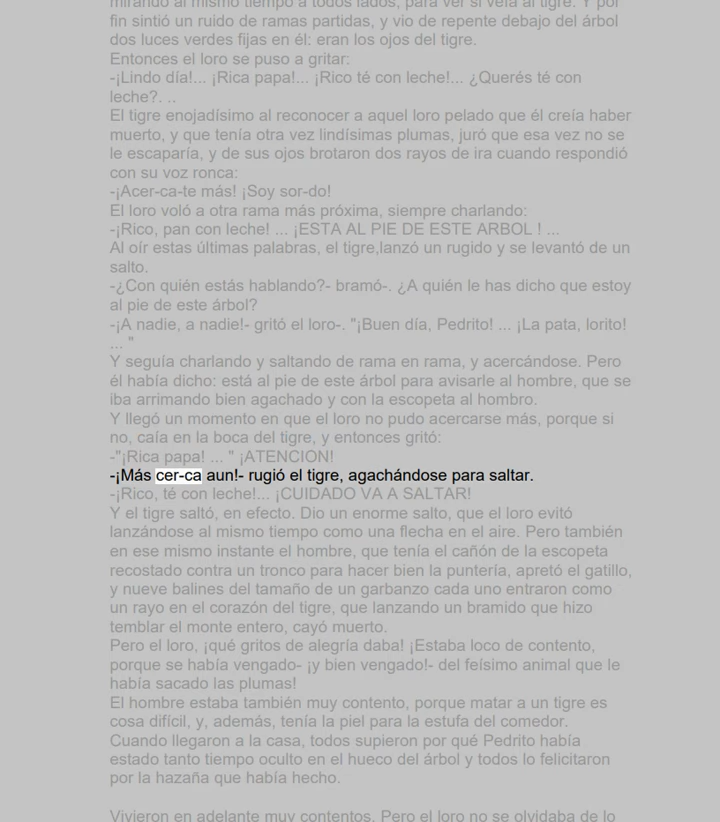 mirando al mismo tiempo a todos lados, para ver si veía al tigre. Y por
fin sintió un ruido de ramas partidas, y vio de repente debajo del árbol
dos luces verdes fijas en él: eran los ojos del tigre.
Entonces el loro se puso a gritar:
-¡Lindo día!... ¡Rica papa!... ¡Rico té con leche!... ¿Querés té con
leche?. ..
El tigre enojadísimo al reconocer a aquel loro pelado que él creía haber
muerto, y que tenía otra vez lindísimas plumas, juró que esa vez no se
le escaparía, y de sus ojos brotaron dos rayos de ira cuando respondió
con su voz ronca:
-¡Acer-ca-te más! ¡Soy sor-do!
El loro voló a otra rama más próxima, siempre charlando:
-¡Rico, pan con leche! ... ¡ESTA AL PIE DE ESTE ARBOL ! ...
Al oír estas últimas palabras, el tigre,lanzó un rugido y se levantó de un
salto.
-¿Con quién estás hablando?- bramó-. ¿A quién le has dicho que estoy
al pie de este árbol?
-¡A nadie, a nadie!- gritó el loro-. "¡Buen día, Pedrito! ... ¡La pata, lorito!
... "
Y seguía charlando y saltando de rama en rama, y acercándose. Pero
él había dicho: está al pie de este árbol para avisarle al hombre, que se
iba arrimando bien agachado y con la escopeta al hombro.
Y llegó un momento en que el loro no pudo acercarse más, porque si
no, caía en la boca del tigre, y entonces gritó:
-"¡Rica papa! ... " ¡ATENCION!
-¡Más cer-ca aun!- rugió el tigre, agachándose para saltar.
-¡Rico, té con leche!... ¡CUIDADO VA A SALTAR!
Y el tigre saltó, en efecto. Dio un enorme salto, que el loro evitó
lanzándose al mismo tiempo como una flecha en el aire. Pero también
en ese mismo instante el hombre, que tenía el cañón de la escopeta
recostado contra un tronco para hacer bien la puntería, apretó el gatillo,
y nueve balines del tamaño de un garbanzo cada uno entraron como
un rayo en el corazón del tigre, que lanzando un bramido que hizo
temblar el monte entero, cayó muerto.
Pero el loro, ¡qué gritos de alegría daba! ¡Estaba loco de contento,
porque se había vengado- ¡y bien vengado!- del feísimo animal que le
había sacado las plumas!
El hombre estaba también muy contento, porque matar a un tigre es
cosa difícil, y, además, tenía la piel para la estufa del comedor.
Cuando llegaron a la casa, todos supieron por qué Pedrito había
estado tanto tiempo oculto en el hueco del árbol y todos lo felicitaron
por la hazaña que había hecho.
Vivieron en adelante muy contentos. Pero el loro no se olvidaba de lo